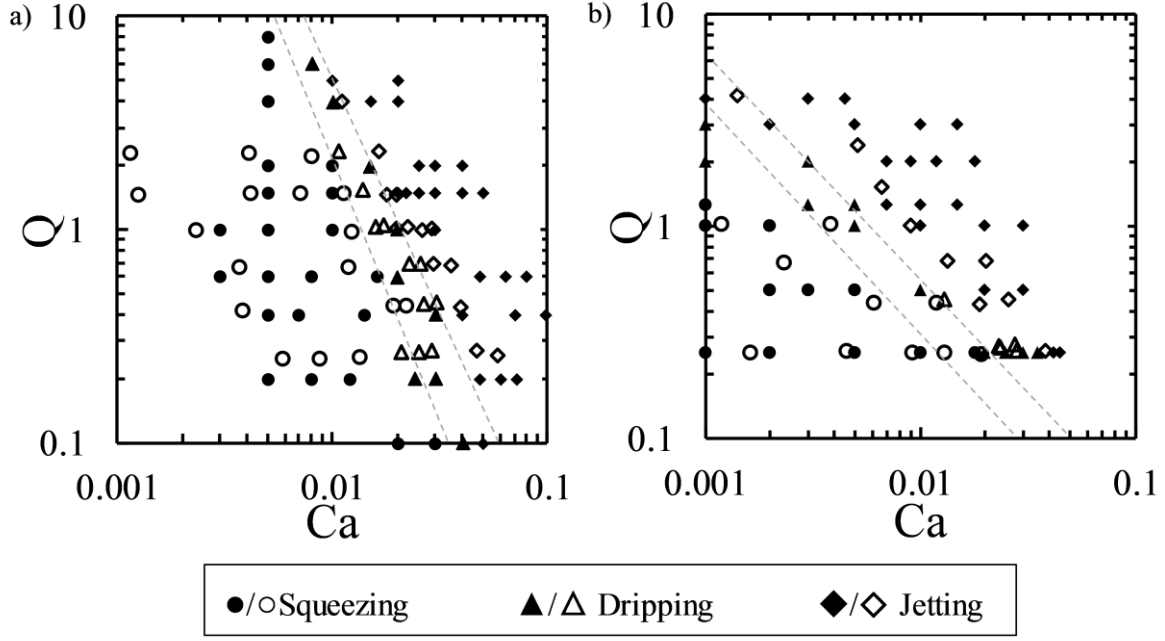 a)
10
1
0.1
Q
0.001
0.01
0.1
Ca
b)
10
1
0.1
Q
0.001
0.01
0.1
Ca
●/○ Squeezing
▲/△ Dripping
◆/◇ Jetting